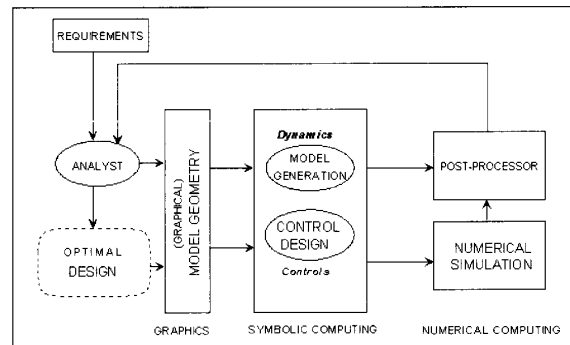 REQUIREMENTS
ANALYST
OPTIMAL
DESIGN
(GRAPHICAL)
MODEL GEOMETRY
Dynamics
MODEL
GENERATION
CONTROL
DESIGN
Controls
POST-PROCESSOR
NUMERICAL
SIMULATION
GRAPHICS
SYMBOLIC COMPUTING
NUMERICAL COMPUTING